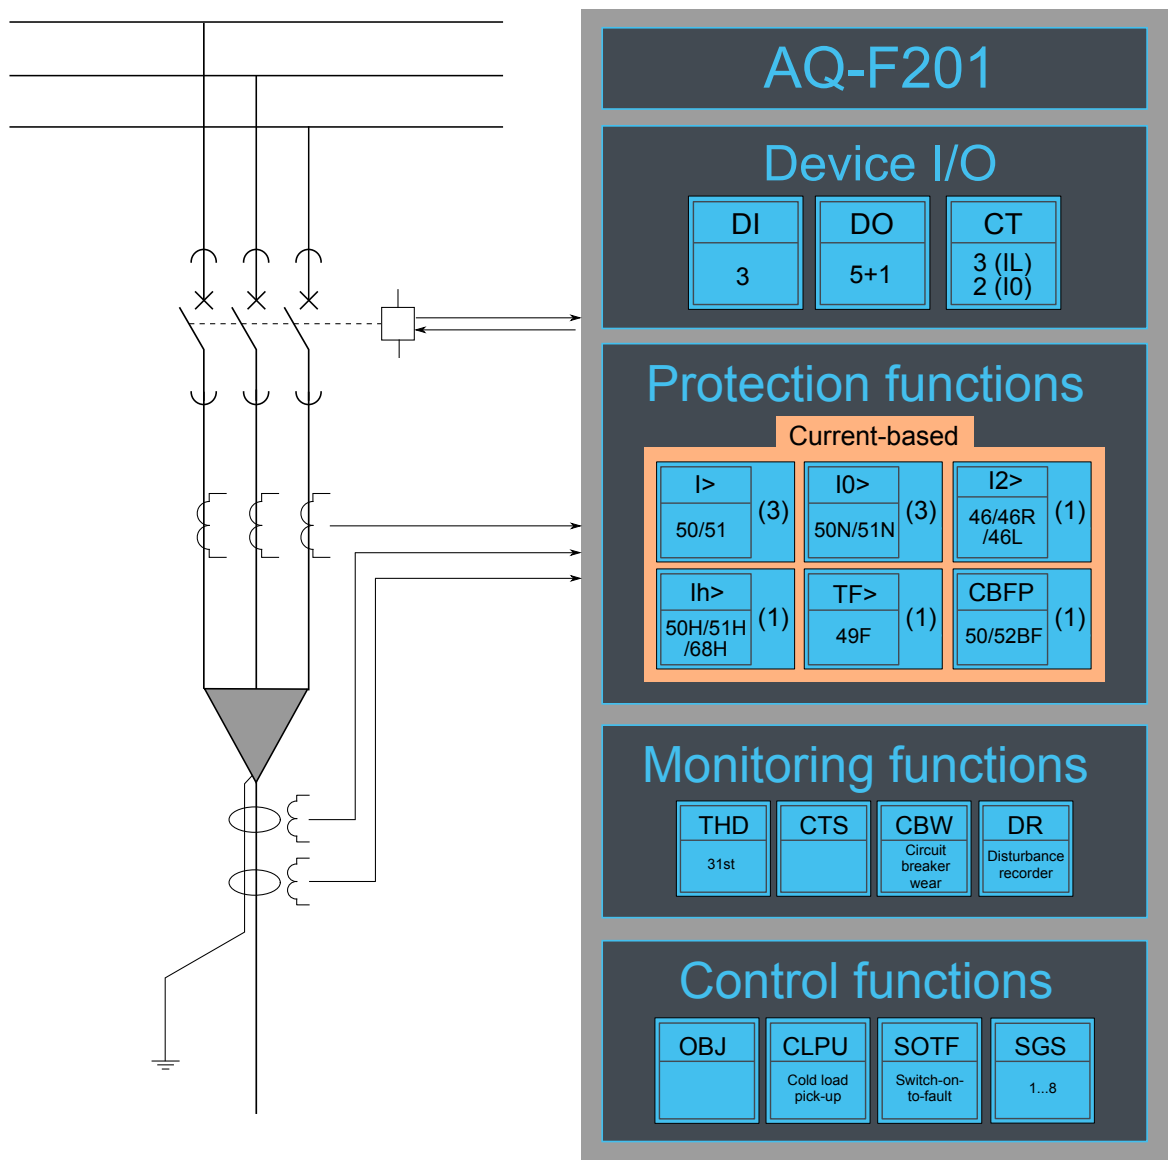 AQ-F201
Device I/O
DI
3
DO
5+1
CT
3 (IL)
2 (I0)
Protection functions
Current-based
I>
50/51
(3)
I0>
50N/51N
(3)
I2>
46/46R
/46L
(1)
Ih>
50H/51H
/68H
(1)
TF>
49F
(1)
CBFP
50/52BF
(1)
Monitoring functions
THD
31st
CTS
CBW
Circuit
breaker
wear
DR
Disturbance
recorder
Control functions
OBJ
CLPU
Cold load
pick-up
SOTF
Switch-on-
to-fault
SGS
1...8